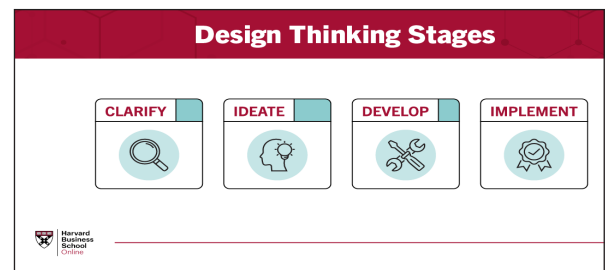 Design Thinking Stages
CLARIFY
IDEATE
DEVELOP
IMPLEMENT
Harvard
Business
School
Online